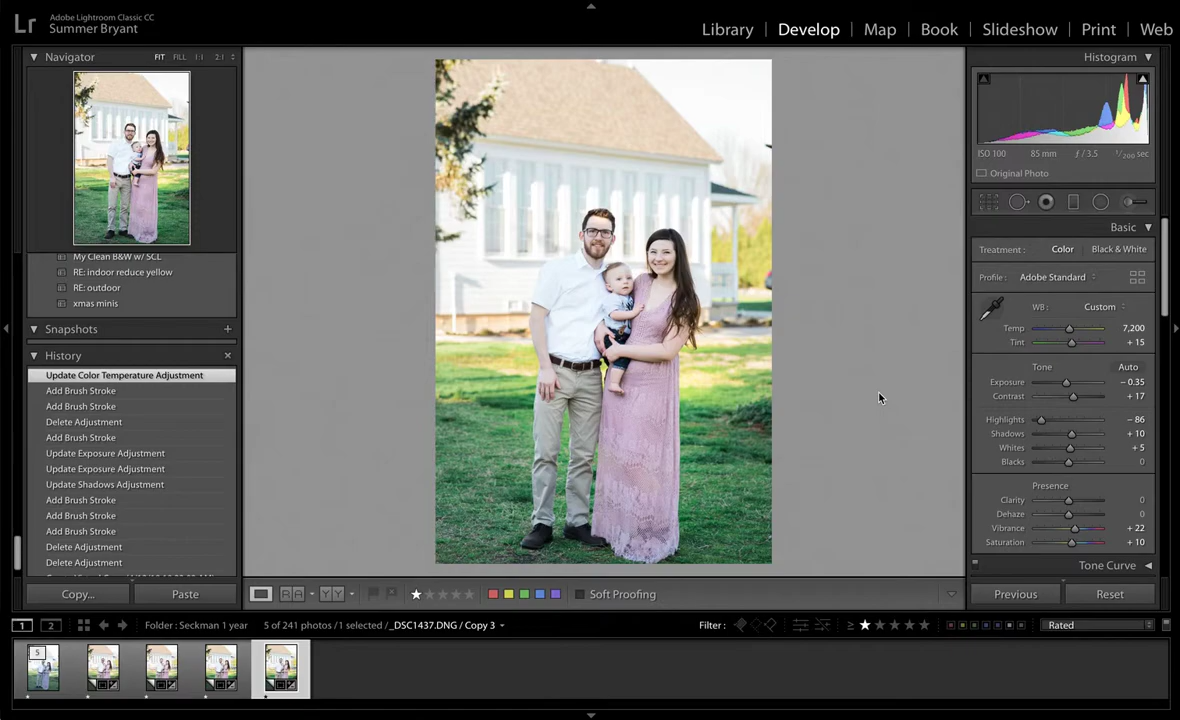 Lr
Adobe Lightroom Classic CC
Summer Bryant
Library | Develop | Map | Book | Slideshow | Print | Web
Navigator FIT FILL 1:1 2:1
My Clean B&W w/ SCL
RE: indoor reduce yellow
RE: outdoor
xmas minis
Snapshots +
History ×
Update Color Temperature Adjustment
Add Brush Stroke
Add Brush Stroke
Delete Adjustment
Add Brush Stroke
Update Exposure Adjustment
Update Exposure Adjustment
Update Shadows Adjustment
Add Brush Stroke
Add Brush Stroke
Add Brush Stroke
Delete Adjustment
Delete Adjustment
Copy... Paste
Histogram
ISO 100 85 mm ƒ / 3.5 1/200 sec
Original Photo
Basic
Treatment : Color Black & White
Profile : Adobe Standard
WB : Custom
Temp 7,200
Tint + 15
Tone Auto
Exposure − 0.35
Contrast + 17
Highlights − 86
Shadows + 10
Whites + 5
Blacks 0
Presence
Clarity 0
Dehaze 0
Vibrance + 22
Saturation + 10
Tone Curve
Previous Reset
RA YY Soft Proofing
1 2 Folder : Seckman 1 year 5 of 241 photos / 1 selected / _DSC1437.DNG / Copy 3 Filter : ≥ Rated
5